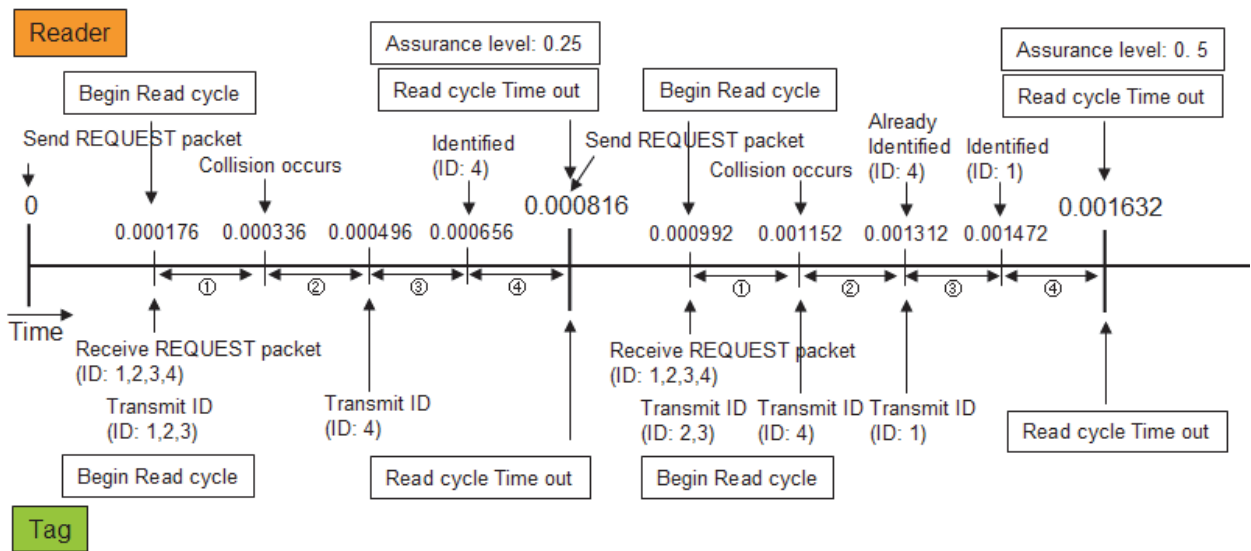 Reader
Assurance level: 0.25
Assurance level: 0. 5
Begin Read cycle
Read cycle Time out
Begin Read cycle
Read cycle Time out
Send REQUEST packet
Collision occurs
Identified
(ID: 4)
Send REQUEST packet
Collision occurs
Already
Identified
(ID: 4)
Identified
(ID: 1)
0
0.000176
0.000336
0.000496
0.000656
0.000816
0.000992
0.001152
0.001312
0.001472
0.001632
①
②
③
④
①
②
③
④
Time
Receive REQUEST packet
(ID: 1,2,3,4)
Transmit ID
(ID: 1,2,3)
Transmit ID
(ID: 4)
Receive REQUEST packet
(ID: 1,2,3,4)
Transmit ID
(ID: 2,3)
Transmit ID
(ID: 4)
Transmit ID
(ID: 1)
Begin Read cycle
Read cycle Time out
Begin Read cycle
Read cycle Time out
Tag